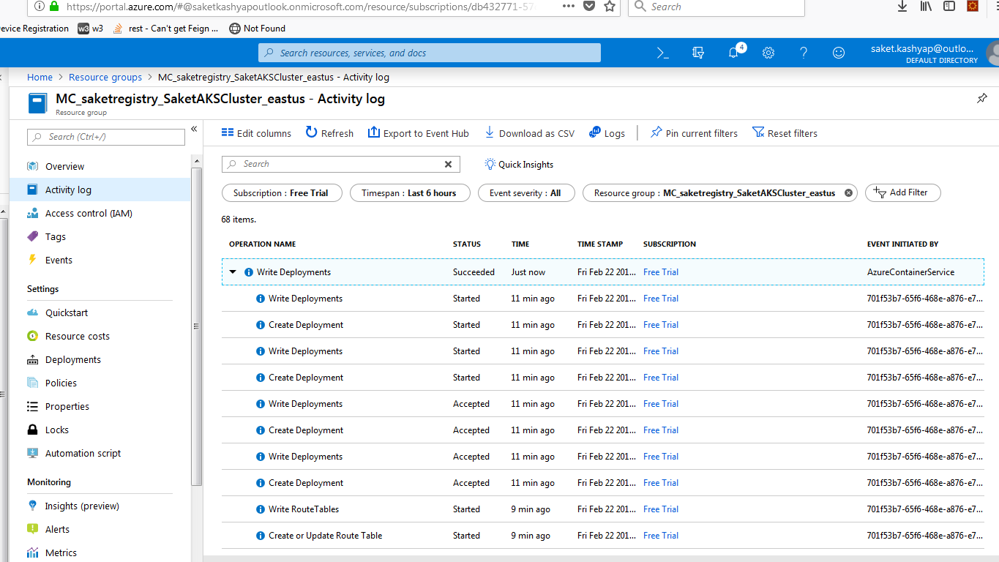 https://portal.azure.com/#@saketkashyapoutlook.onmicrosoft.com/resource/subscriptions/db432771-57
Search
evice Registration w3 w3 rest - Can't get Feign ... Not Found
Search resources, services, and docs
4
saket.kashyap@outlo...
DEFAULT DIRECTORY
Home > Resource groups > MC_saketregistry_SaketAKSCluster_eastus - Activity log
MC_saketregistry_SaketAKSCluster_eastus - Activity log
Resource group
Search (Ctrl+/)
Overview
Activity log
Access control (IAM)
Tags
Events
Settings
Quickstart
Resource costs
Deployments
Policies
Properties
Locks
Automation script
Monitoring
Insights (preview)
Alerts
Metrics
Edit columns Refresh Export to Event Hub Download as CSV Logs Pin current filters Reset filters
Search Quick Insights
Subscription : Free Trial Timespan : Last 6 hours Event severity : All Resource group : MC_saketregistry_SaketAKSCluster_eastus Add Filter
68 items.
OPERATION NAME STATUS TIME TIME STAMP SUBSCRIPTION EVENT INITIATED BY
Write Deployments Succeeded Just now Fri Feb 22 201... Free Trial AzureContainerService
Write Deployments Started 11 min ago Fri Feb 22 201... Free Trial 701f53b7-65f6-468e-a876-e7...
Create Deployment Started 11 min ago Fri Feb 22 201... Free Trial 701f53b7-65f6-468e-a876-e7...
Write Deployments Started 11 min ago Fri Feb 22 201... Free Trial 701f53b7-65f6-468e-a876-e7...
Create Deployment Started 11 min ago Fri Feb 22 201... Free Trial 701f53b7-65f6-468e-a876-e7...
Write Deployments Accepted 11 min ago Fri Feb 22 201... Free Trial 701f53b7-65f6-468e-a876-e7...
Create Deployment Accepted 11 min ago Fri Feb 22 201... Free Trial 701f53b7-65f6-468e-a876-e7...
Write Deployments Accepted 11 min ago Fri Feb 22 201... Free Trial 701f53b7-65f6-468e-a876-e7...
Create Deployment Accepted 11 min ago Fri Feb 22 201... Free Trial 701f53b7-65f6-468e-a876-e7...
Write RouteTables Started 9 min ago Fri Feb 22 201... Free Trial 701f53b7-65f6-468e-a876-e7...
Create or Update Route Table Started 9 min ago Fri Feb 22 201... Free Trial 701f53b7-65f6-468e-a876-e7...